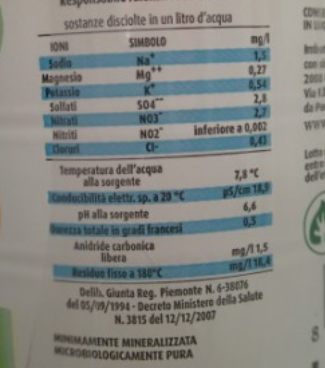 sostanze disciolte in un litro d'acqua
IONI SIMBOLO mg/l
Sodio Na⁺ 1,5
Magnesio Mg⁺⁺ 0,27
Potassio K⁺ 0,54
Solfati SO4⁻⁻ 2,8
Nitrati NO3⁻ 2,7
Nitriti NO2⁻ inferiore a 0,002
Cloruri Cl- 0,43
Temperatura dell'acqua
alla sorgente 7,8 °C
Conducibilità elettr. sp. a 20 °C µS/cm 18,9
pH alla sorgente 6,6
Durezza totale in gradi francesi 0,5
Anidride carbonica
libera mg/l 1,5
Residuo fisso a 180°C mg/l 18,4
Delib. Giunta Reg. Piemonte N. 6-38076
del 05/09/1994 - Decreto Ministero della Salute
N. 3815 del 12/12/2007
MINIMAMENTE MINERALIZZATA
MICROBIOLOGICAMENTE PURA